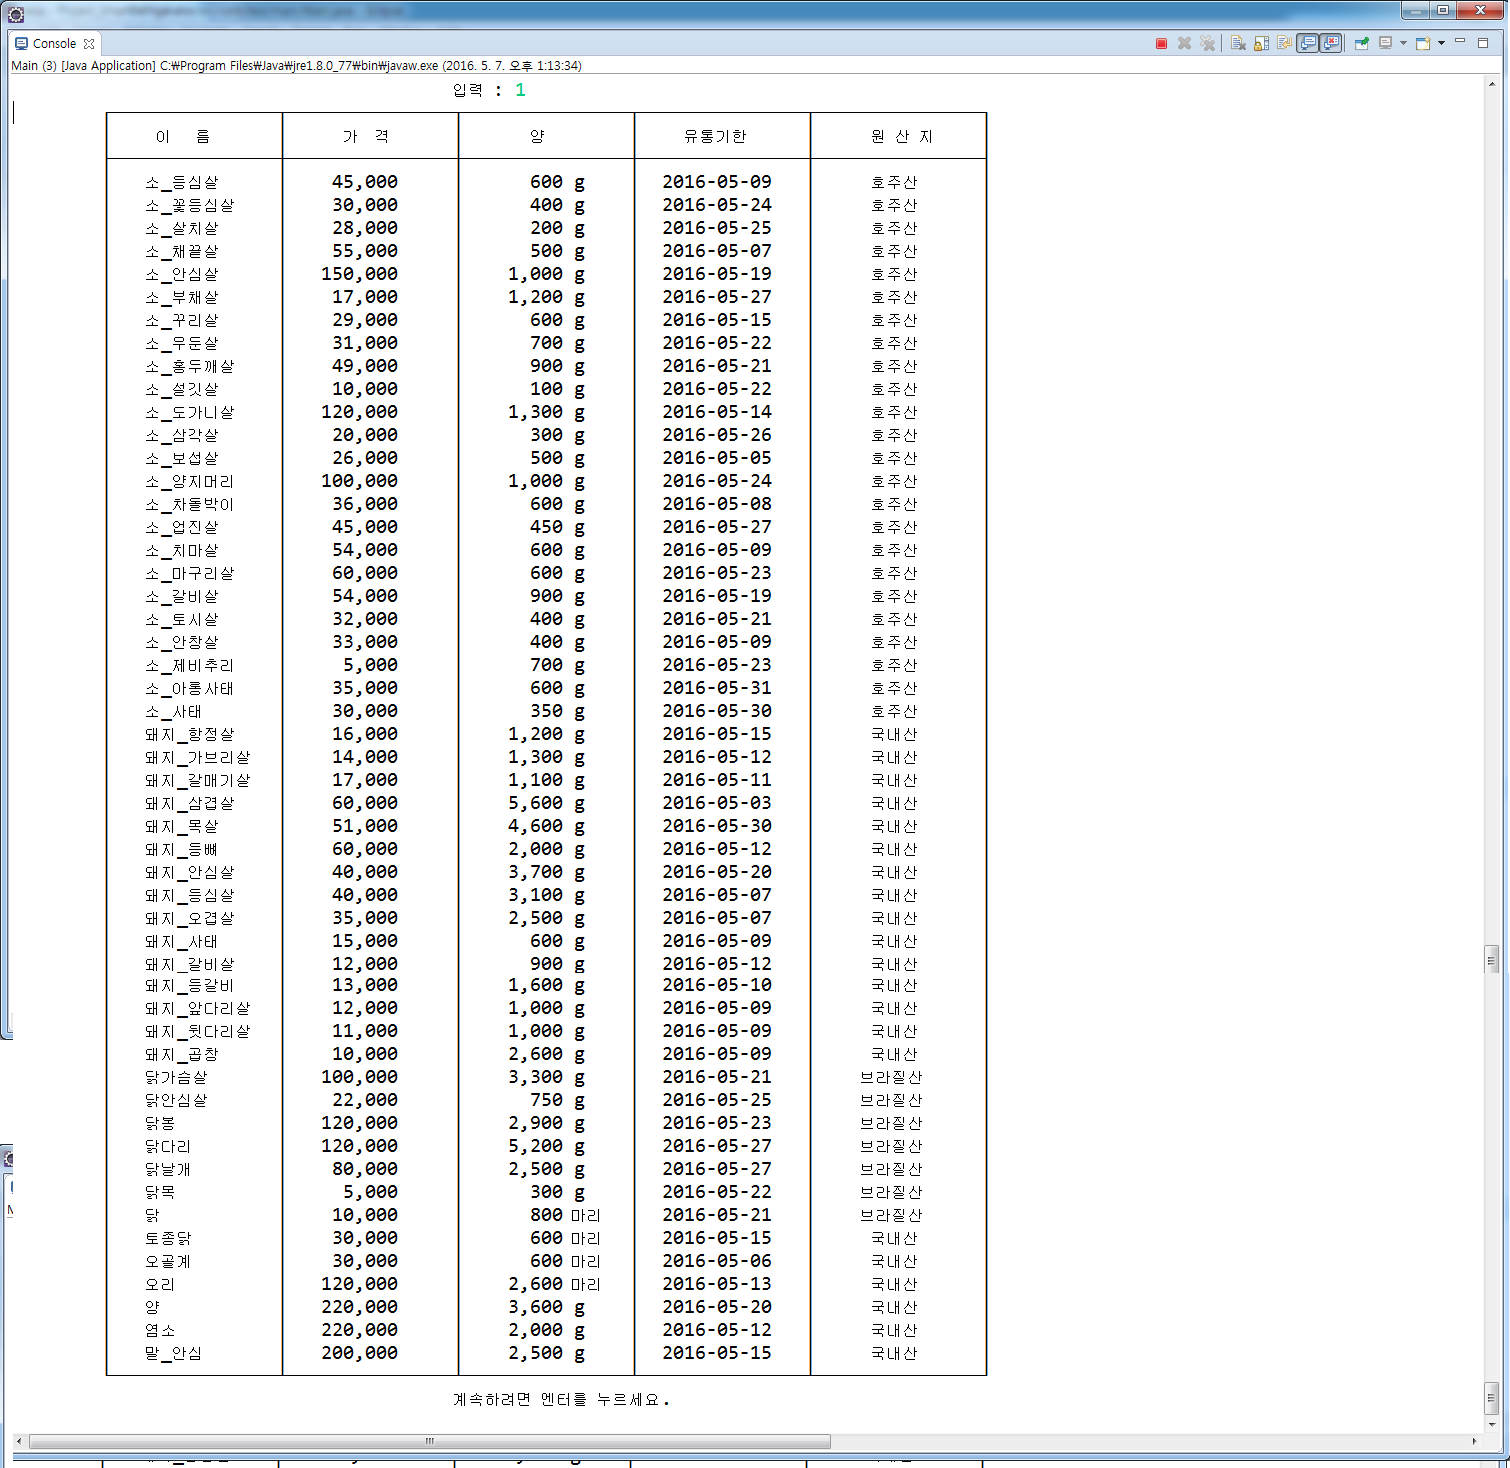 Console
Main (3) [Java Application] C:₩Program Files₩Java₩jre1.8.0_77₩bin₩javaw.exe (2016. 5. 7. 오후 1:13:34)
입력 : 1
이 름 가 격 양 유통기한 원 산 지
소_등심살 45,000 600 g 2016-05-09 호주산
소_꽃등심살 30,000 400 g 2016-05-24 호주산
소_살치살 28,000 200 g 2016-05-25 호주산
소_채끝살 55,000 500 g 2016-05-07 호주산
소_안심살 150,000 1,000 g 2016-05-19 호주산
소_부채살 17,000 1,200 g 2016-05-27 호주산
소_꾸리살 29,000 600 g 2016-05-15 호주산
소_우둔살 31,000 700 g 2016-05-22 호주산
소_홍두깨살 49,000 900 g 2016-05-21 호주산
소_설깃살 10,000 100 g 2016-05-22 호주산
소_도가니살 120,000 1,300 g 2016-05-14 호주산
소_삼각살 20,000 300 g 2016-05-26 호주산
소_보섭살 26,000 500 g 2016-05-05 호주산
소_양지머리 100,000 1,000 g 2016-05-24 호주산
소_차돌박이 36,000 600 g 2016-05-08 호주산
소_업진살 45,000 450 g 2016-05-27 호주산
소_치마살 54,000 600 g 2016-05-09 호주산
소_마구리살 60,000 600 g 2016-05-23 호주산
소_갈비살 54,000 900 g 2016-05-19 호주산
소_토시살 32,000 400 g 2016-05-21 호주산
소_안창살 33,000 400 g 2016-05-09 호주산
소_제비추리 5,000 700 g 2016-05-23 호주산
소_아롱사태 35,000 600 g 2016-05-31 호주산
소_사태 30,000 350 g 2016-05-30 호주산
돼지_항정살 16,000 1,200 g 2016-05-15 국내산
돼지_가브리살 14,000 1,300 g 2016-05-12 국내산
돼지_갈매기살 17,000 1,100 g 2016-05-11 국내산
돼지_삼겹살 60,000 5,600 g 2016-05-03 국내산
돼지_목살 51,000 4,600 g 2016-05-30 국내산
돼지_등뼈 60,000 2,000 g 2016-05-12 국내산
돼지_안심살 40,000 3,700 g 2016-05-20 국내산
돼지_등심살 40,000 3,100 g 2016-05-07 국내산
돼지_오겹살 35,000 2,500 g 2016-05-07 국내산
돼지_사태 15,000 600 g 2016-05-09 국내산
돼지_갈비살 12,000 900 g 2016-05-12 국내산
돼지_등갈비 13,000 1,600 g 2016-05-10 국내산
돼지_앞다리살 12,000 1,000 g 2016-05-09 국내산
돼지_뒷다리살 11,000 1,000 g 2016-05-09 국내산
돼지_곱창 10,000 2,600 g 2016-05-09 국내산
닭가슴살 100,000 3,300 g 2016-05-21 브라질산
닭안심살 22,000 750 g 2016-05-25 브라질산
닭봉 120,000 2,900 g 2016-05-23 브라질산
닭다리 120,000 5,200 g 2016-05-27 브라질산
닭날개 80,000 2,500 g 2016-05-27 브라질산
닭목 5,000 300 g 2016-05-22 브라질산
닭 10,000 800 마리 2016-05-21 브라질산
토종닭 30,000 600 마리 2016-05-15 국내산
오골계 30,000 600 마리 2016-05-06 국내산
오리 120,000 2,600 마리 2016-05-13 국내산
양 220,000 3,600 g 2016-05-20 국내산
염소 220,000 2,000 g 2016-05-12 국내산
말_안심 200,000 2,500 g 2016-05-15 국내산
계속하려면 엔터를 누르세요.